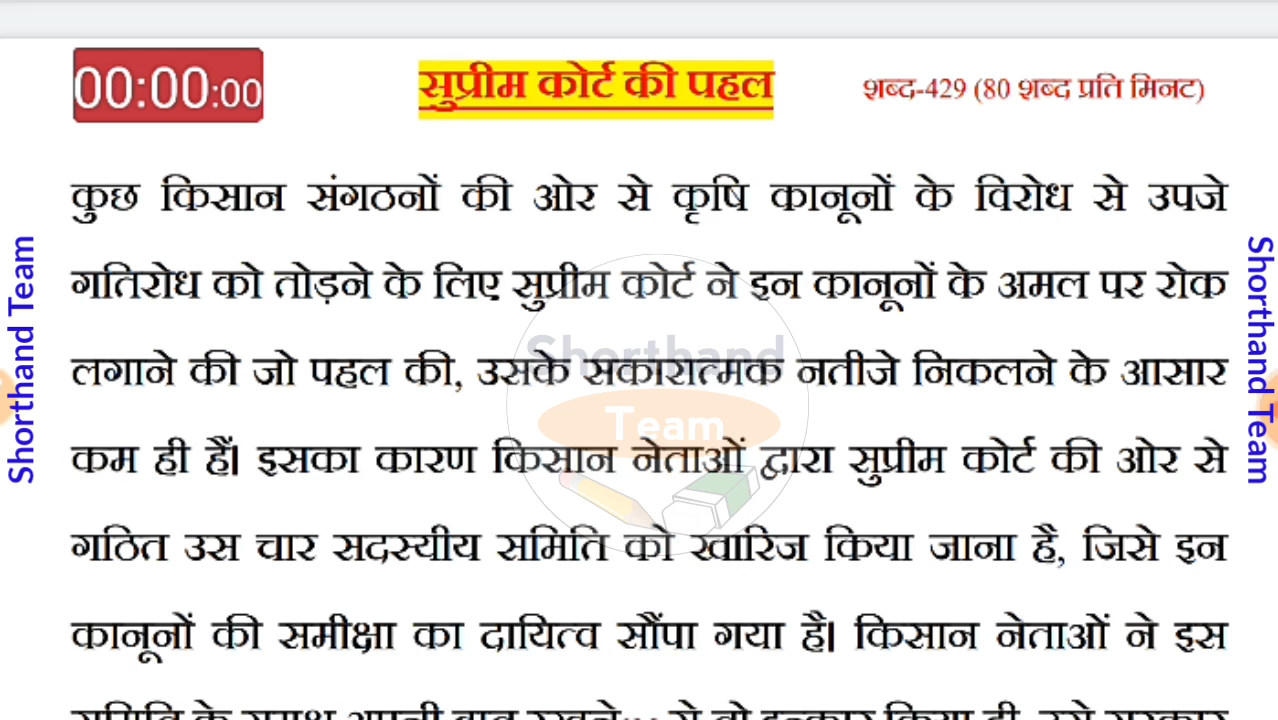 00:00:00
सुप्रीम कोर्ट की पहल
शब्द-429 (80 शब्द प्रति मिनट)
कुछ किसान संगठनों की ओर से कृषि कानूनों के विरोध से उपजे
गतिरोध को तोड़ने के लिए सुप्रीम कोर्ट ने इन कानूनों के अमल पर रोक
लगाने की जो पहल की, उसके सकारात्मक नतीजे निकलने के आसार
कम ही हैं। इसका कारण किसान नेताओं द्वारा सुप्रीम कोर्ट की ओर से
गठित उस चार सदस्यीय समिति को खारिज किया जाना है, जिसे इन
कानूनों की समीक्षा का दायित्व सौंपा गया है। किसान नेताओं ने इस
Shorthand Team
Shorthand Team
Shorthand
Team